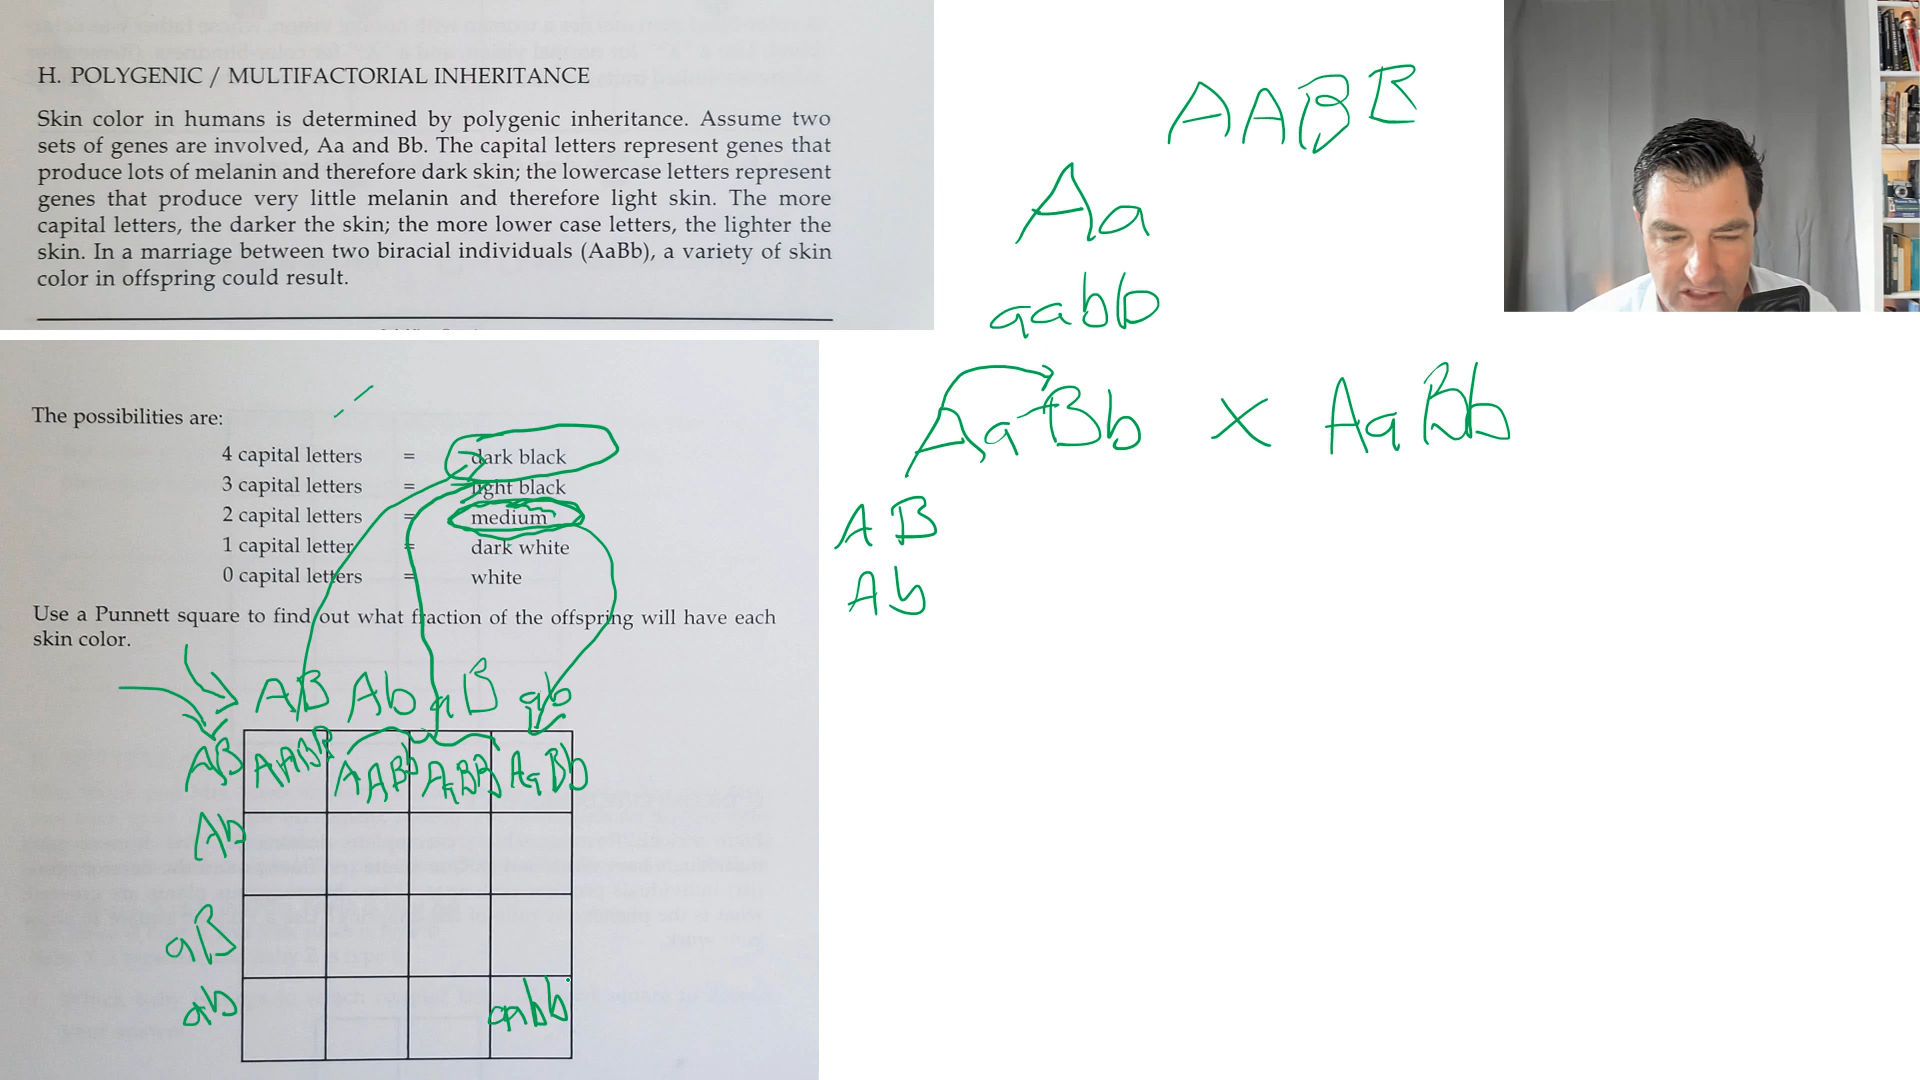 H. POLYGENIC / MULTIFACTORIAL INHERITANCE
Skin color in humans is determined by polygenic inheritance. Assume two
sets of genes are involved, Aa and Bb. The capital letters represent genes that
produce lots of melanin and therefore dark skin; the lowercase letters represent
genes that produce very little melanin and therefore light skin. The more
capital letters, the darker the skin; the more lower case letters, the lighter the
skin. In a marriage between two biracial individuals (AaBb), a variety of skin
color in offspring could result.
The possibilities are:
4 capital letters = dark black
3 capital letters = light black
2 capital letters = medium
1 capital letter = dark white
0 capital letters = white
Use a Punnett square to find out what fraction of the offspring will have each
skin color.
AB Ab aB ab
AB AABB AABb AaBB AaBb
Ab
aB
ab aabb
AABB
Aa
aabb
AaBb X AaBb
AB
Ab